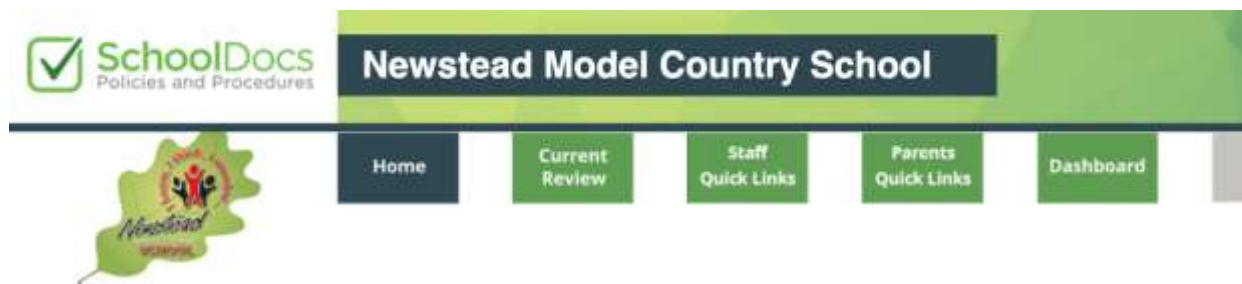 SchoolDocs
Policies and Procedures
Newstead Model Country School
Home
Current
Review
Staff
Quick Links
Parents
Quick Links
Dashboard
Newstead
SCHOOL